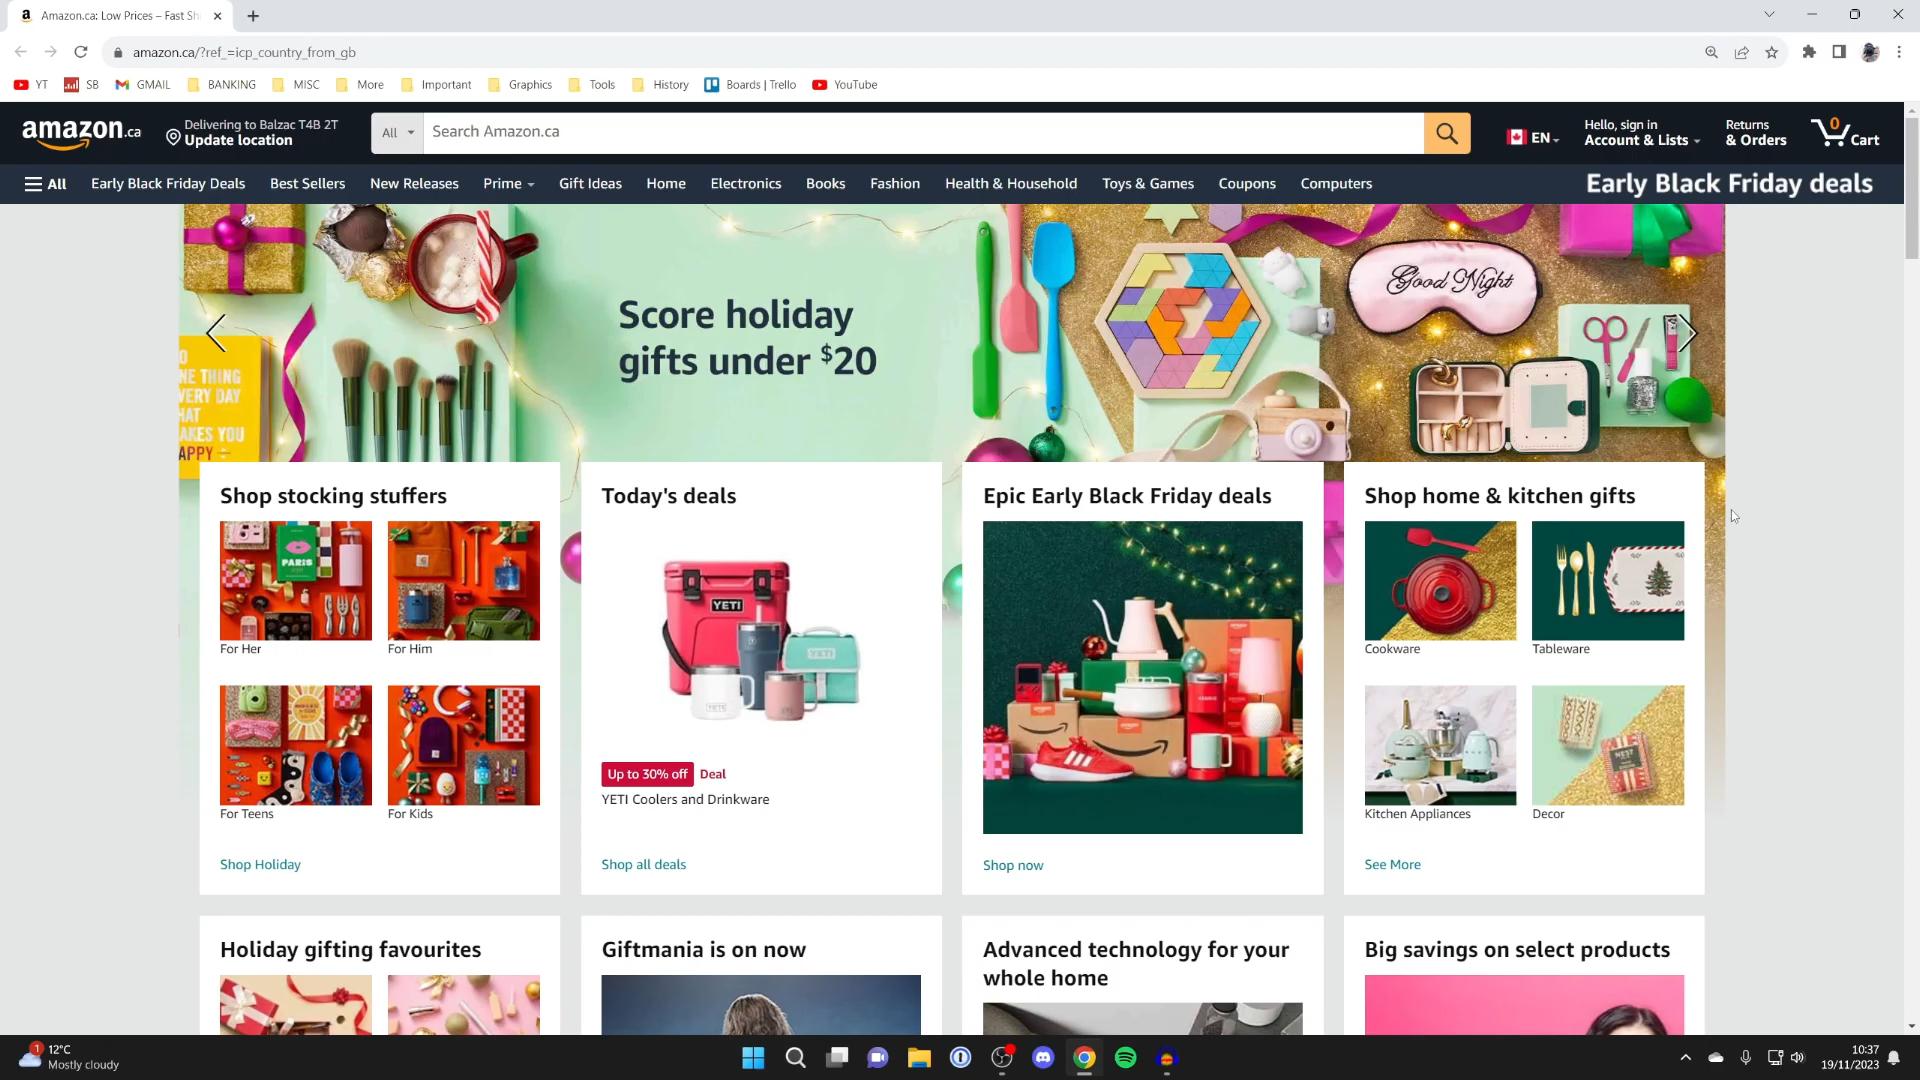 Amazon.ca: Low Prices – Fast Sh
amazon.ca/?ref_=icp_country_from_gb
YT SB GMAIL BANKING MISC More Important Graphics Tools History Boards | Trello YouTube
amazon.ca
Delivering to Balzac T4B 2T
Update location
All
Search Amazon.ca
EN
Hello, sign in
Account & Lists
Returns
& Orders
0
Cart
All Early Black Friday Deals Best Sellers New Releases Prime Gift Ideas Home Electronics Books Fashion Health & Household Toys & Games Coupons Computers
Early Black Friday deals
Score holiday
gifts under $20
Good Night
NE THING
VERY DAY
HAT
AKES YOU
APPY
Shop stocking stuffers
PARIS
For Her
For Him
For Teens
For Kids
Shop Holiday
Today's deals
YETI
YETI
Up to 30% off Deal
YETI Coolers and Drinkware
Shop all deals
Epic Early Black Friday deals
Shop now
Shop home & kitchen gifts
Cookware
Tableware
Kitchen Appliances
Decor
See More
Holiday gifting favourites
Giftmania is on now
Advanced technology for your
whole home
Big savings on select products
1
12°C
Mostly cloudy
10:37
19/11/2023